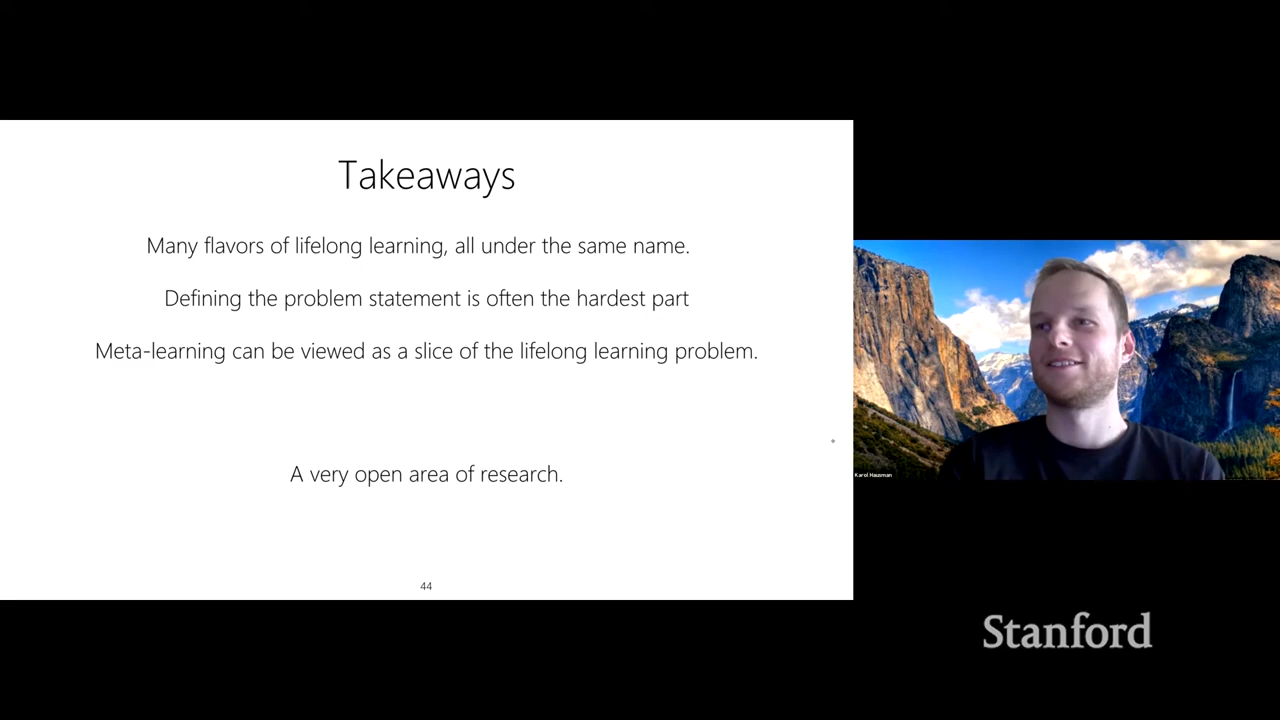 Takeaways
Many flavors of lifelong learning, all under the same name.
Defining the problem statement is often the hardest part
Meta-learning can be viewed as a slice of the lifelong learning problem.
A very open area of research.
44
Karol Hausman
Stanford